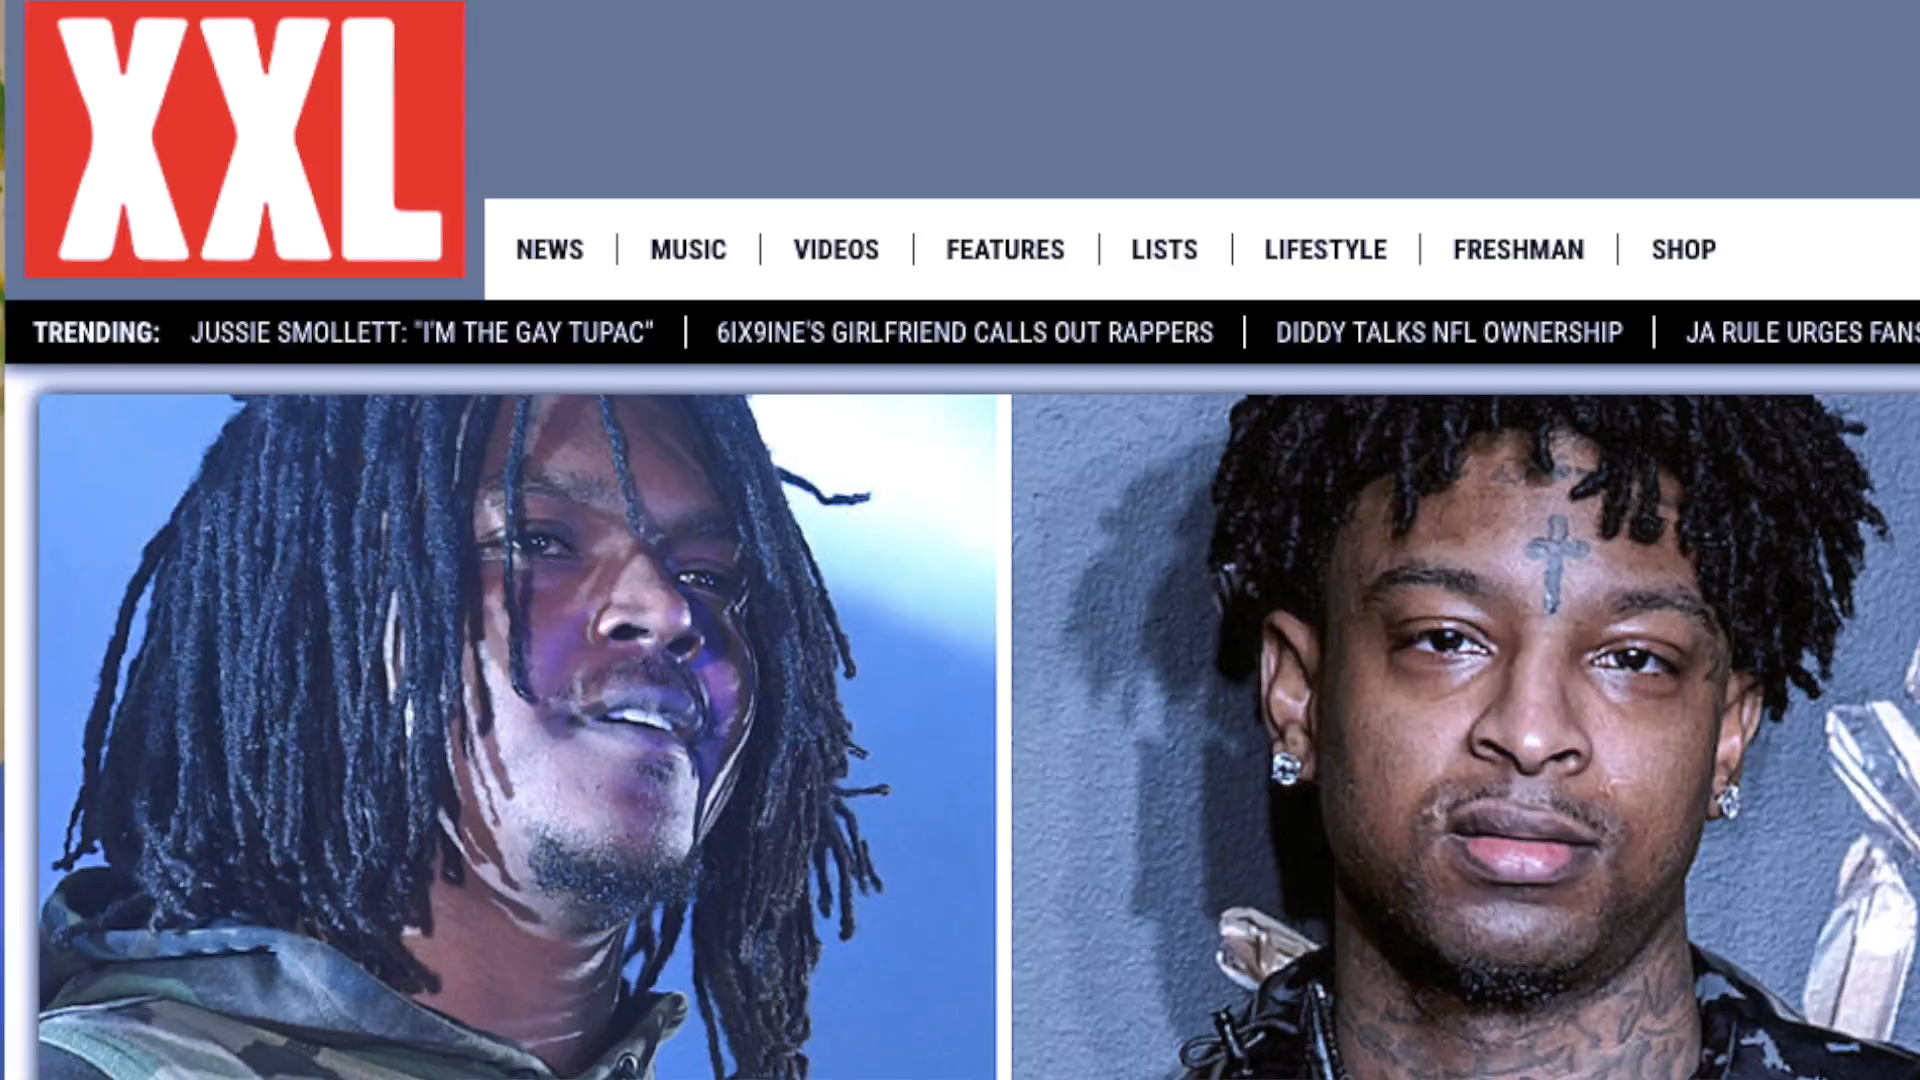 XXL
NEWS | MUSIC | VIDEOS | FEATURES | LISTS | LIFESTYLE | FRESHMAN | SHOP
TRENDING: JUSSIE SMOLLETT: "I'M THE GAY TUPAC" | 6IX9INE'S GIRLFRIEND CALLS OUT RAPPERS | DIDDY TALKS NFL OWNERSHIP | JA RULE URGES FANS